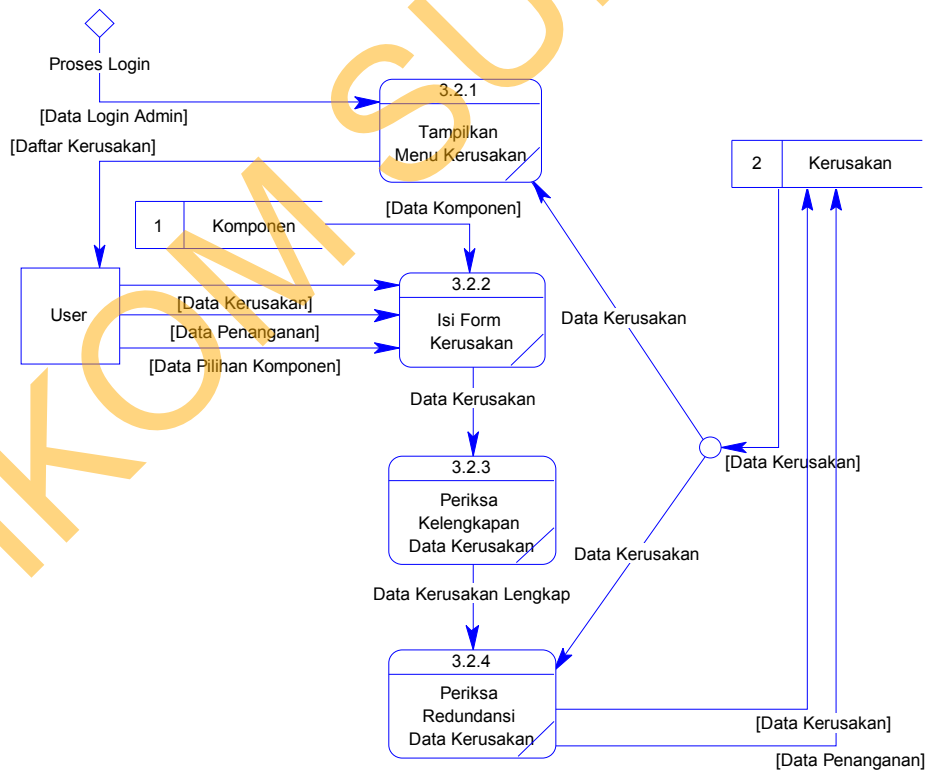 Proses Login
[Data Login Admin]
[Daftar Kerusakan]
3.2.1
Tampilkan
Menu Kerusakan
2
Kerusakan
1
Komponen
[Data Komponen]
User
[Data Kerusakan]
[Data Penanganan]
[Data Pilihan Komponen]
3.2.2
Isi Form
Kerusakan
Data Kerusakan
Data Kerusakan
[Data Kerusakan]
3.2.3
Periksa
Kelengkapan
Data Kerusakan
Data Kerusakan
Data Kerusakan Lengkap
3.2.4
Periksa
Redundansi
Data Kerusakan
[Data Kerusakan]
[Data Penanganan]
IKOM SU